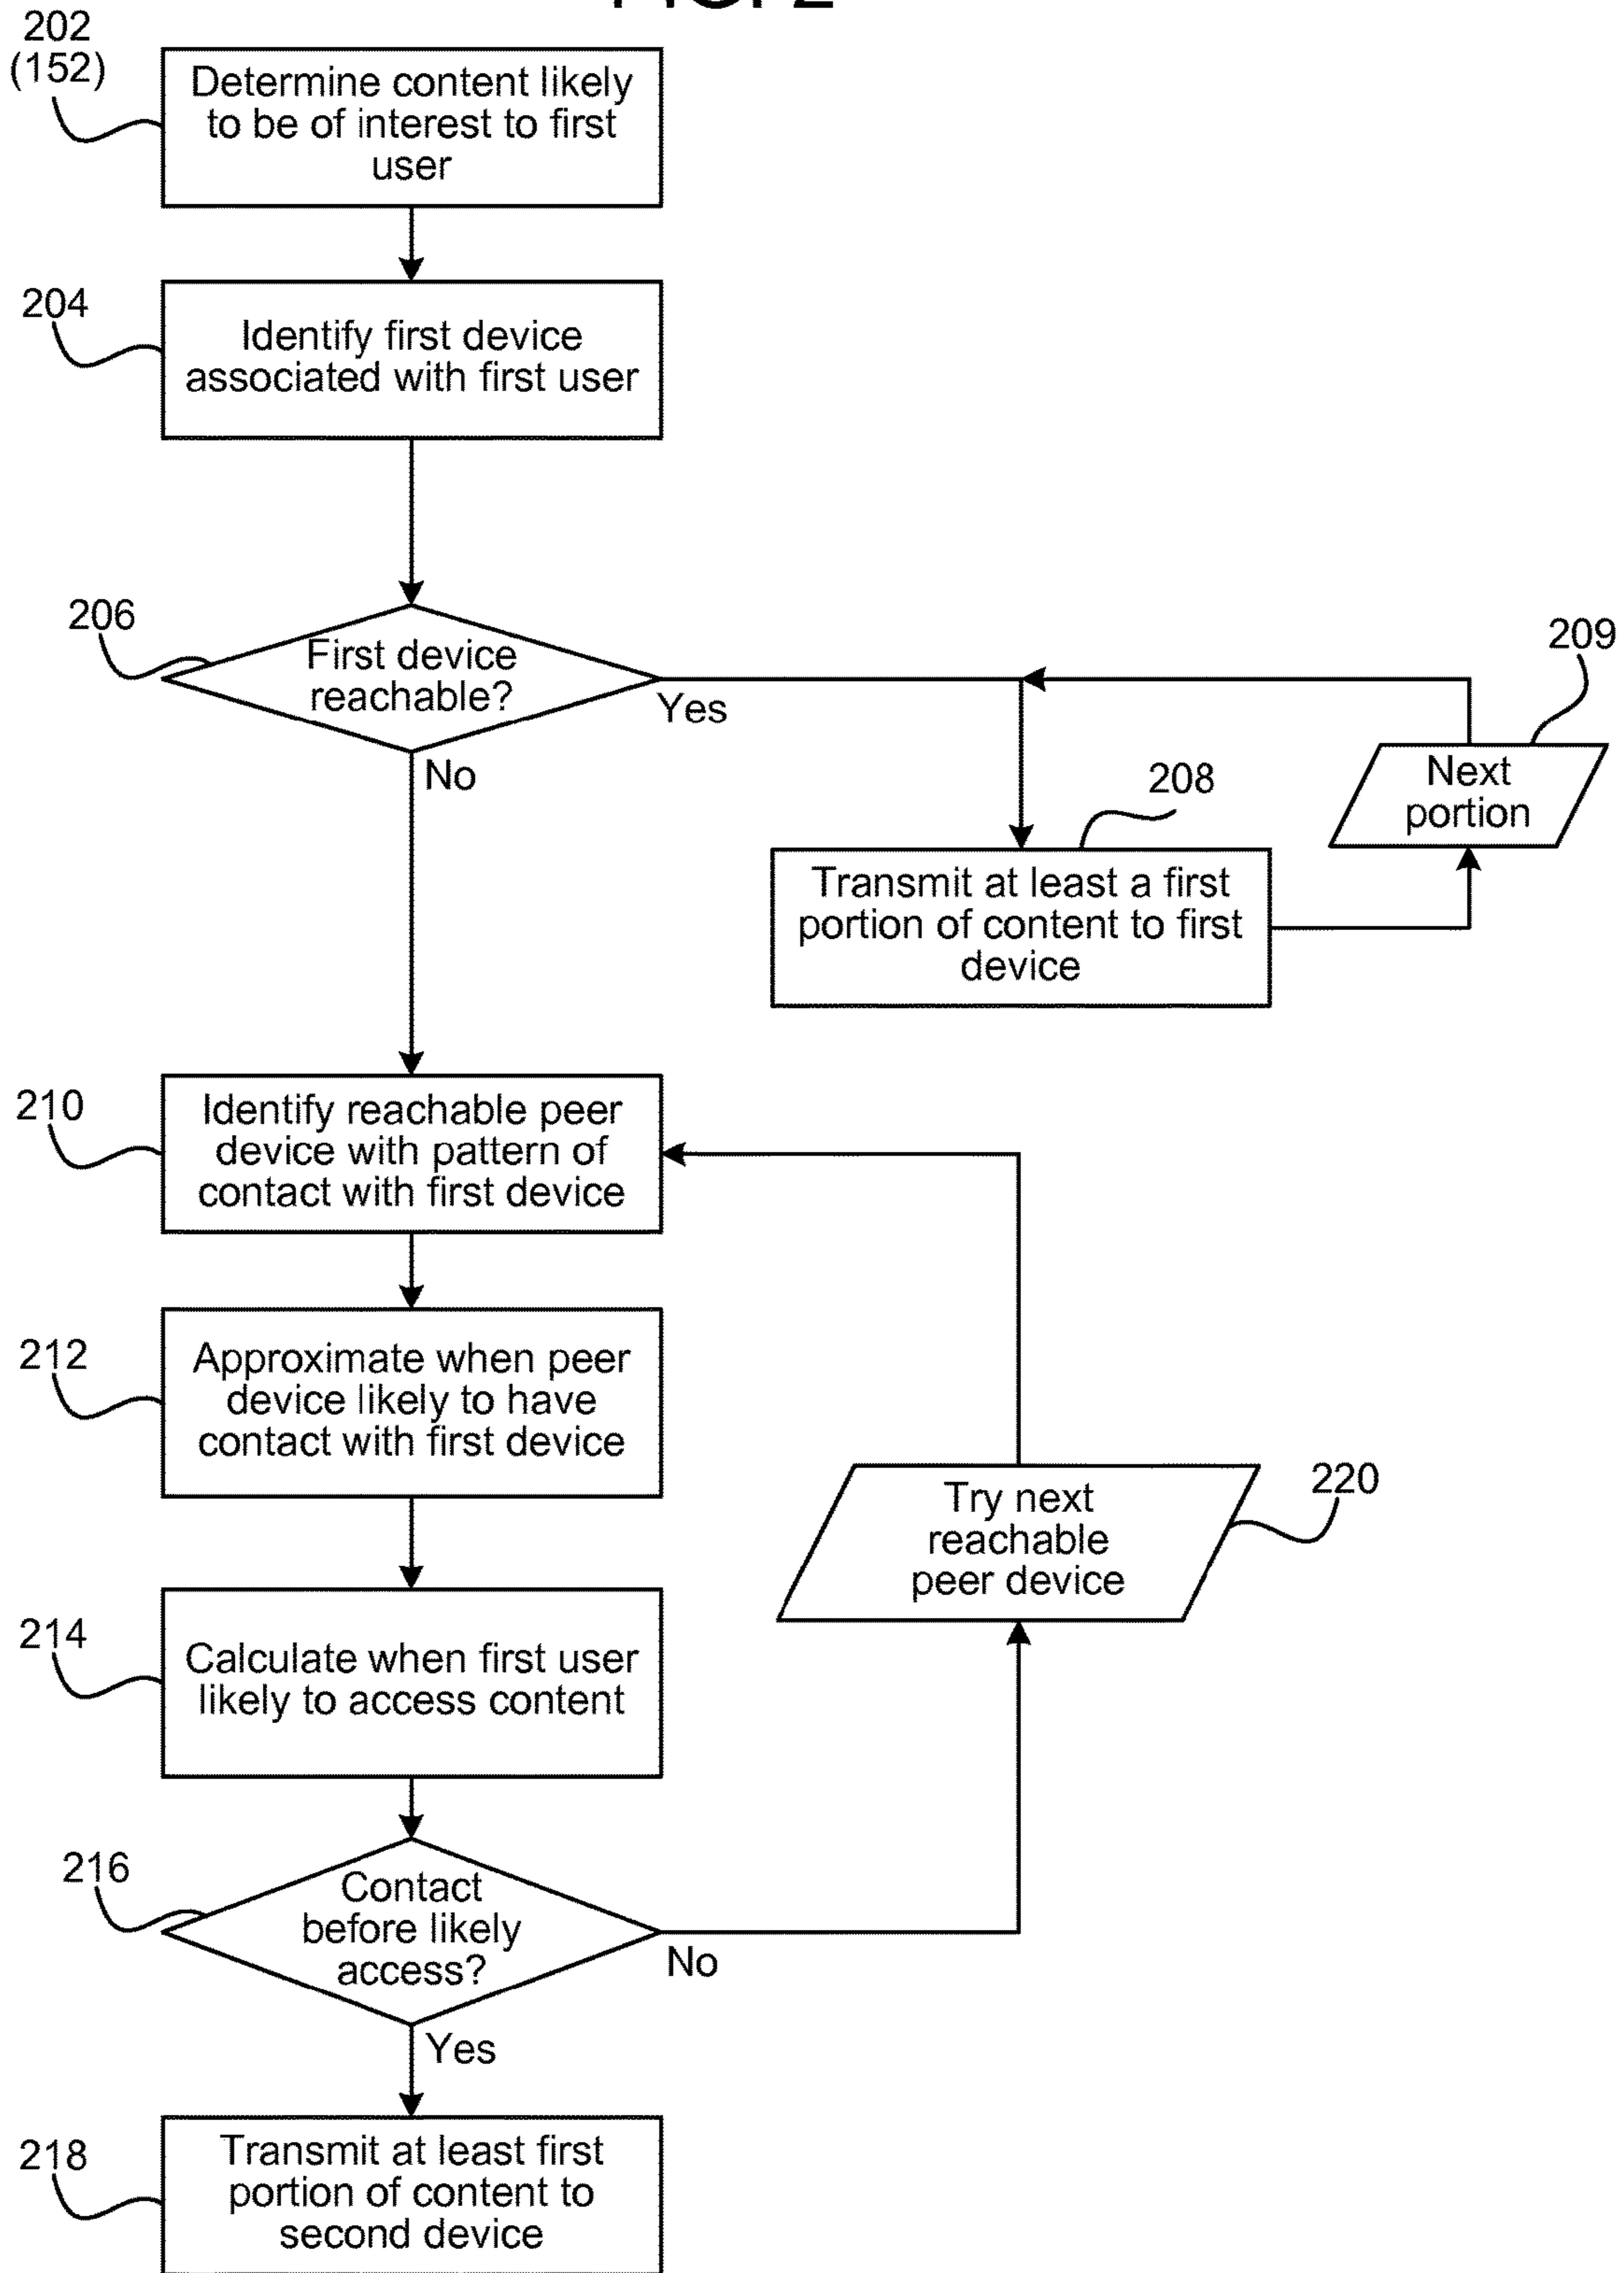 202
(152)
Determine content likely
to be of interest to first
user
204
Identify first device
associated with first user
206
First device
reachable?
Yes
No
209
Next
portion
208
Transmit at least a first
portion of content to first
device
210
Identify reachable peer
device with pattern of
contact with first device
212
Approximate when peer
device likely to have
contact with first device
220
Try next
reachable
peer device
214
Calculate when first user
likely to access content
216
Contact
before likely
access?
No
Yes
218
Transmit at least first
portion of content to
second device